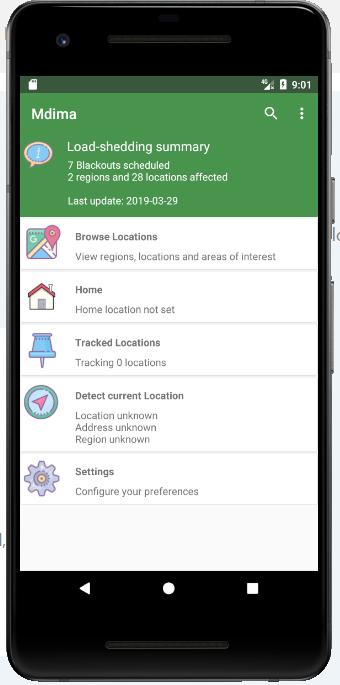 4G 9:01
Mdima
Load-shedding summary
7 Blackouts scheduled
2 regions and 28 locations affected
Last update: 2019-03-29
Browse Locations
View regions, locations and areas of interest
Home
Home location not set
Tracked Locations
Tracking 0 locations
Detect current Location
Location unknown
Address unknown
Region unknown
Settings
Configure your preferences